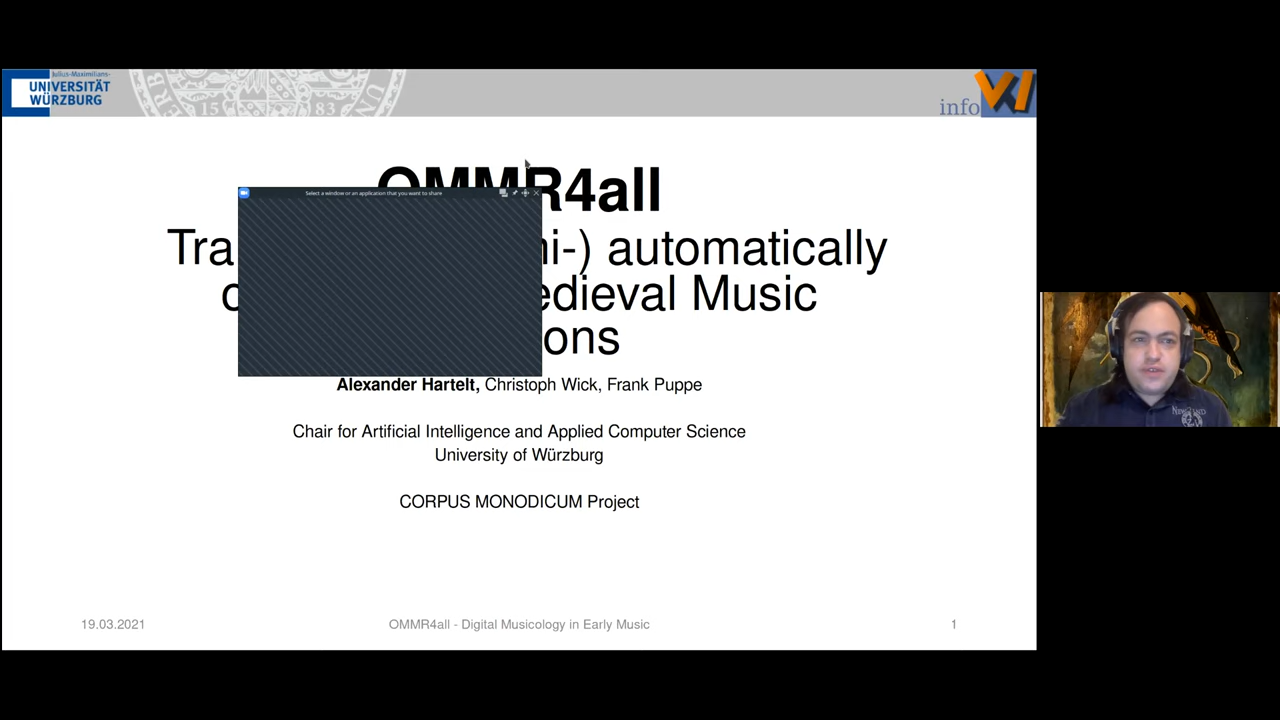 Julius-Maximilians-
UNIVERSITÄT
WÜRZBURG
15 83
info
OMMR4all
Select a window or an application that you want to share
Tra i-) automatically
edieval Music
ons
Alexander Hartelt, Christoph Wick, Frank Puppe
Chair for Artificial Intelligence and Applied Computer Science
University of Würzburg
CORPUS MONODICUM Project
19.03.2021 OMMR4all - Digital Musicology in Early Music 1